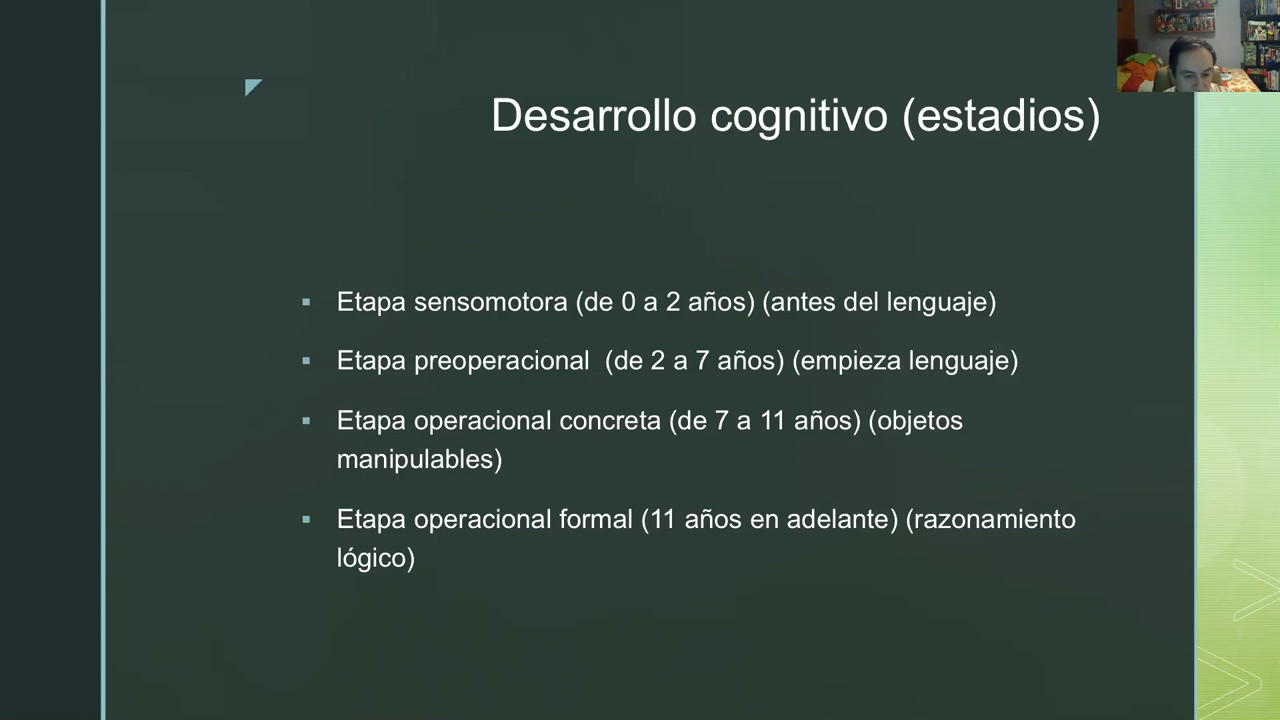 Desarrollo cognitivo (estadios)
▪ Etapa sensomotora (de 0 a 2 años) (antes del lenguaje)
▪ Etapa preoperacional  (de 2 a 7 años) (empieza lenguaje)
▪ Etapa operacional concreta (de 7 a 11 años) (objetos
manipulables)
▪ Etapa operacional formal (11 años en adelante) (razonamiento
lógico)